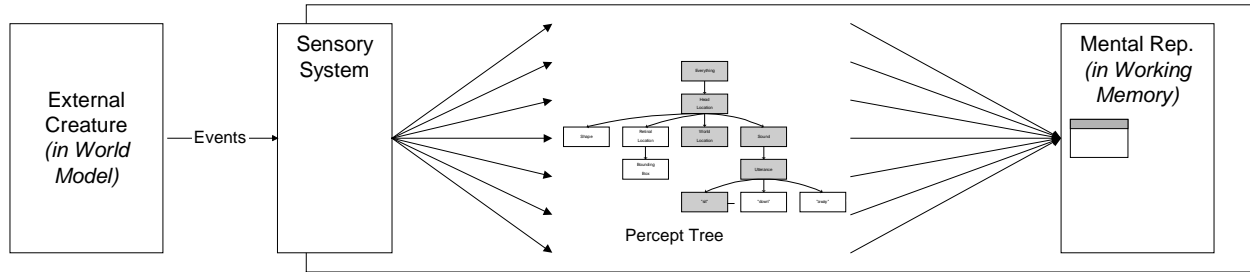 External
Creature
(in World
Model)
Events
Sensory
System
Everything
Head
Location
Shape
Retinal
Location
World
Location
Sound
Bounding
Box
Utterance
"sit"
"down"
"away"
Percept Tree
Mental Rep.
(in Working
Memory)